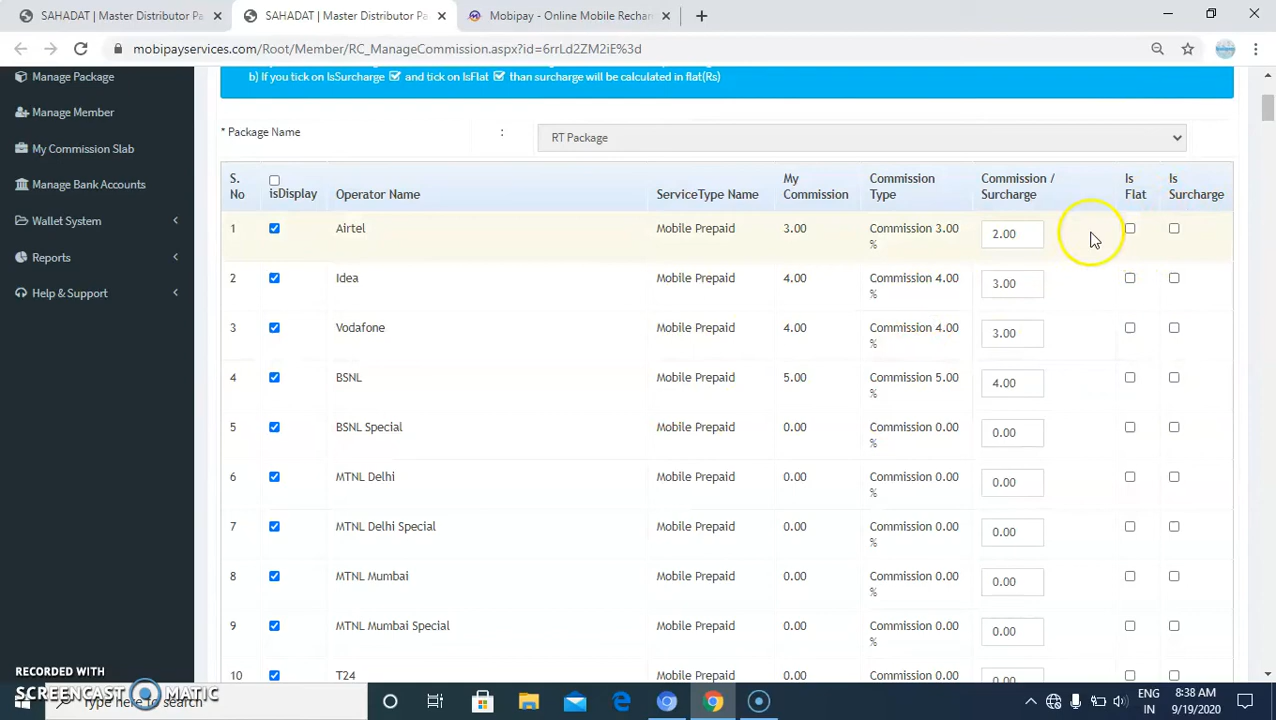 SAHADAT | Master Distributor Pa
SAHADAT | Master Distributor Pa
Mobipay - Online Mobile Rechar
mobipayservices.com/Root/Member/RC_ManageCommission.aspx?id=6rrLd2ZM2iE%3d
Manage Package
Manage Member
My Commission Slab
Manage Bank Accounts
Wallet System
Reports
Help & Support
b) If you tick on IsSurcharge and tick on IsFlat than surcharge will be calculated in flat(Rs)
* Package Name : RT Package
S. No isDisplay Operator Name ServiceType Name My Commission Commission Type Commission / Surcharge Is Flat Is Surcharge
1 Airtel Mobile Prepaid 3.00 Commission 3.00 % 2.00
2 Idea Mobile Prepaid 4.00 Commission 4.00 % 3.00
3 Vodafone Mobile Prepaid 4.00 Commission 4.00 % 3.00
4 BSNL Mobile Prepaid 5.00 Commission 5.00 % 4.00
5 BSNL Special Mobile Prepaid 0.00 Commission 0.00 % 0.00
6 MTNL Delhi Mobile Prepaid 0.00 Commission 0.00 % 0.00
7 MTNL Delhi Special Mobile Prepaid 0.00 Commission 0.00 % 0.00
8 MTNL Mumbai Mobile Prepaid 0.00 Commission 0.00 % 0.00
9 MTNL Mumbai Special Mobile Prepaid 0.00 Commission 0.00 % 0.00
10 T24 Mobile Prepaid 0.00 Commission 0.00 0.00
RECORDED WITH
SCREENCAST MATIC
Type here to search
ENG
IN
8:38 AM
9/19/2020